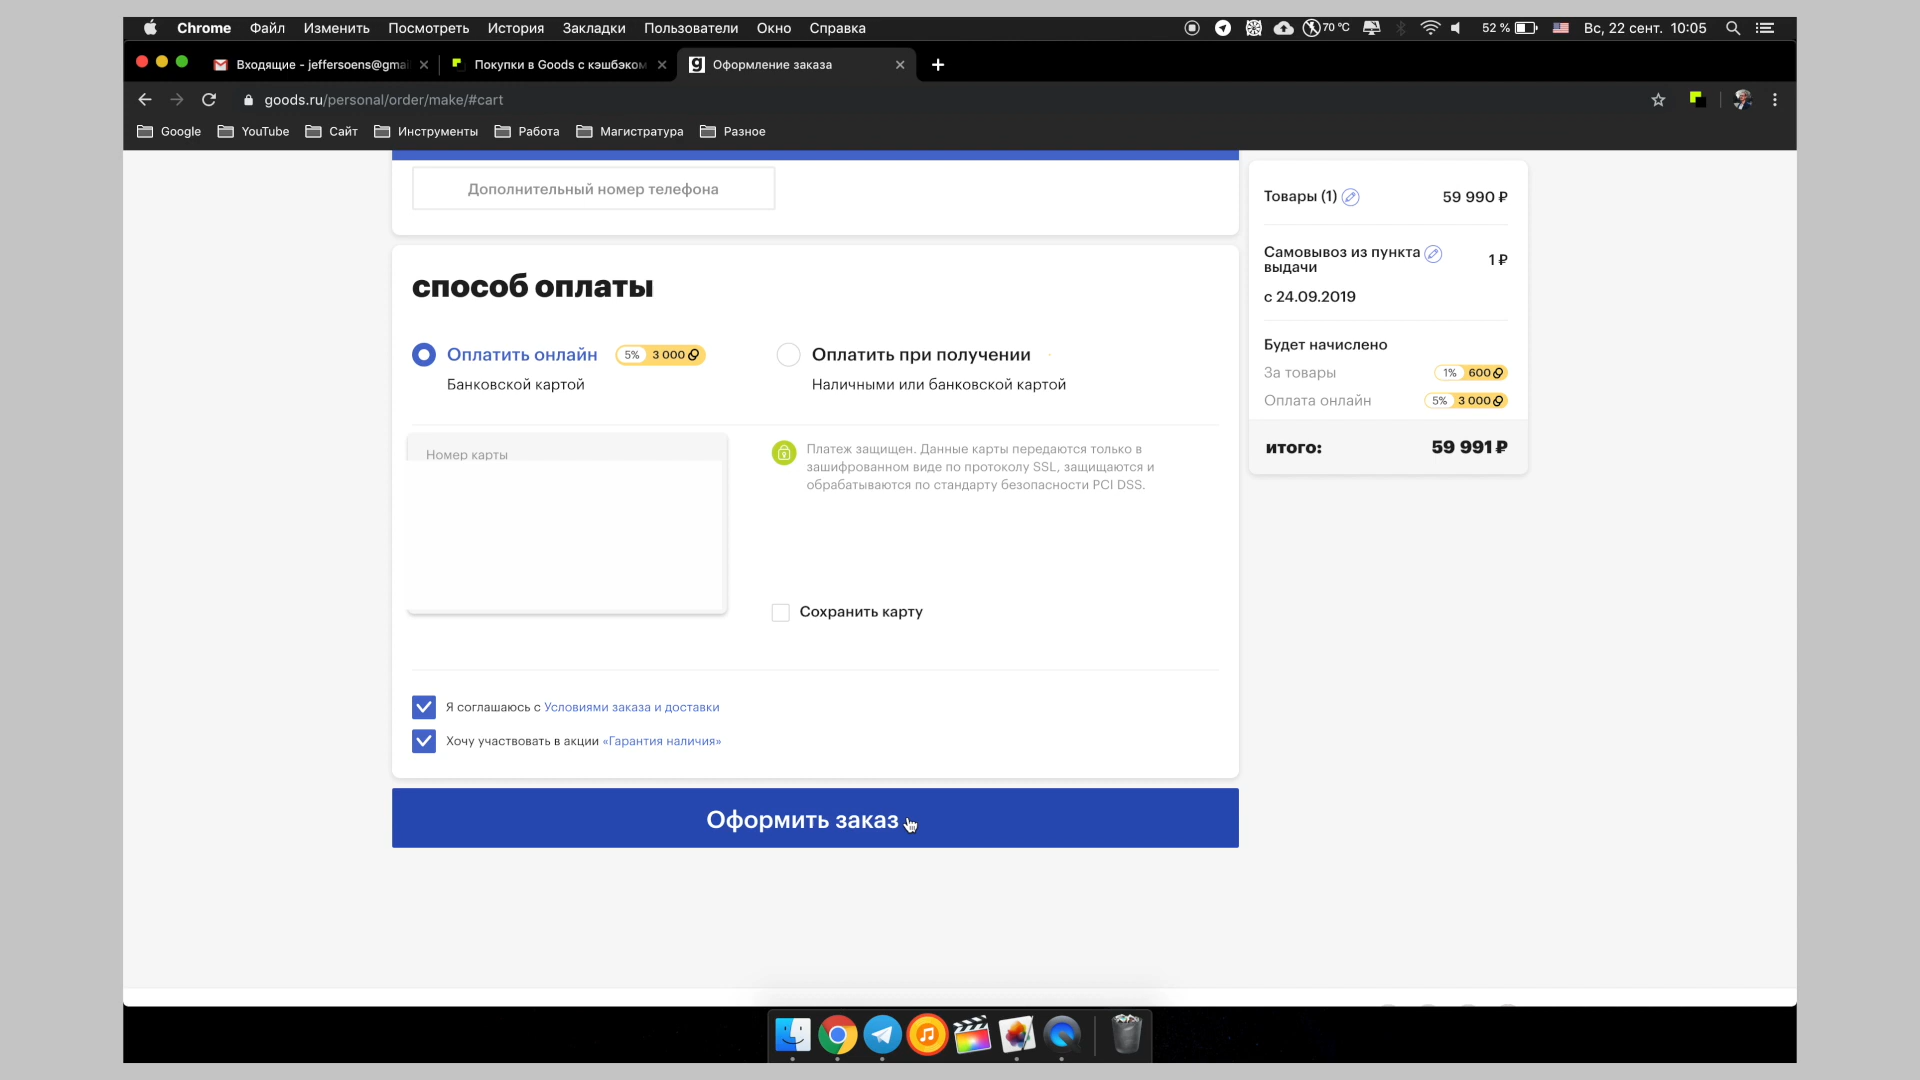 Chrome Файл Изменить Посмотреть История Закладки Пользователи Окно Справка 70 °C 52 % Вс, 22 сент. 10:05
Входящие - jeffersoens@gmai
Покупки в Goods с кэшбэком
Оформление заказа
goods.ru/personal/order/make/#cart
Google YouTube Сайт Инструменты Работа Магистратура Разное
Дополнительный номер телефона
способ оплаты
Оплатить онлайн 5% 3 000
Банковской картой
Оплатить при получении
Наличными или банковской картой
Номер карты
Платеж защищен. Данные карты передаются только в
зашифрованном виде по протоколу SSL, защищаются и
обрабатываются по стандарту безопасности PCI DSS.
Сохранить карту
Я соглашаюсь с Условиями заказа и доставки
Хочу участвовать в акции «Гарантия наличия»
Оформить заказ
Товары (1) 59 990 ₽
Самовывоз из пункта
выдачи 1 ₽
с 24.09.2019
Будет начислено
За товары 1% 600
Оплата онлайн 5% 3 000
итого: 59 991 ₽